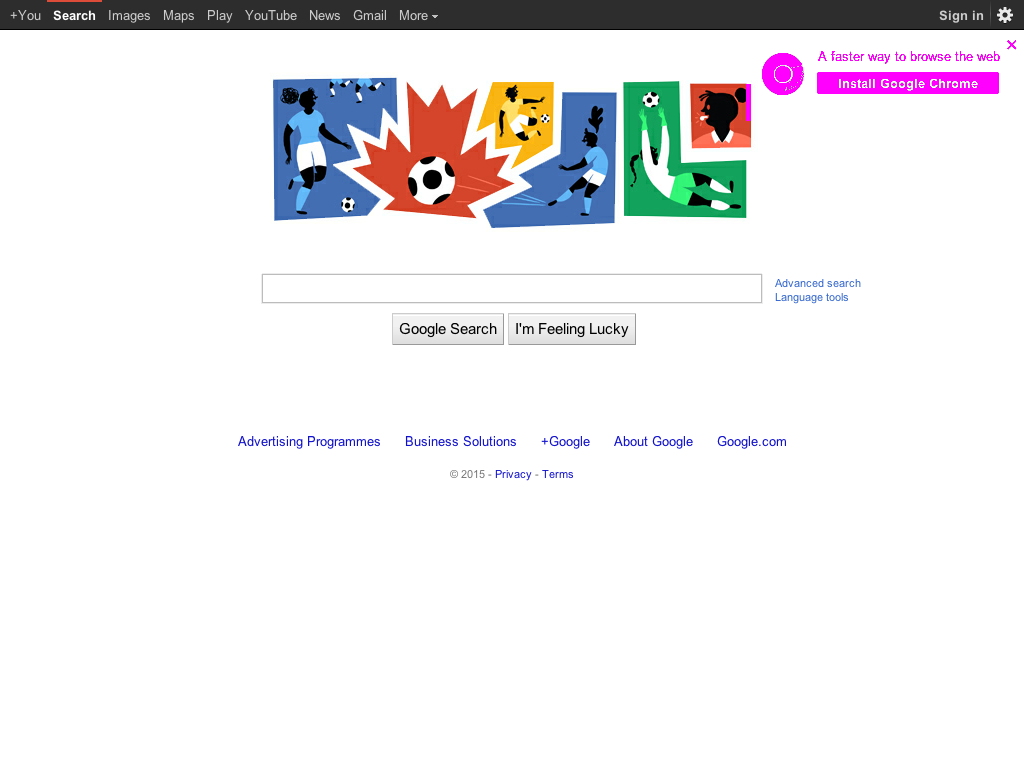 +You Search Images Maps Play YouTube News Gmail More Sign in
A faster way to browse the web
Install Google Chrome
Advanced search
Language tools
Google Search I'm Feeling Lucky
Advertising Programmes Business Solutions +Google About Google Google.com
© 2015 - Privacy - Terms